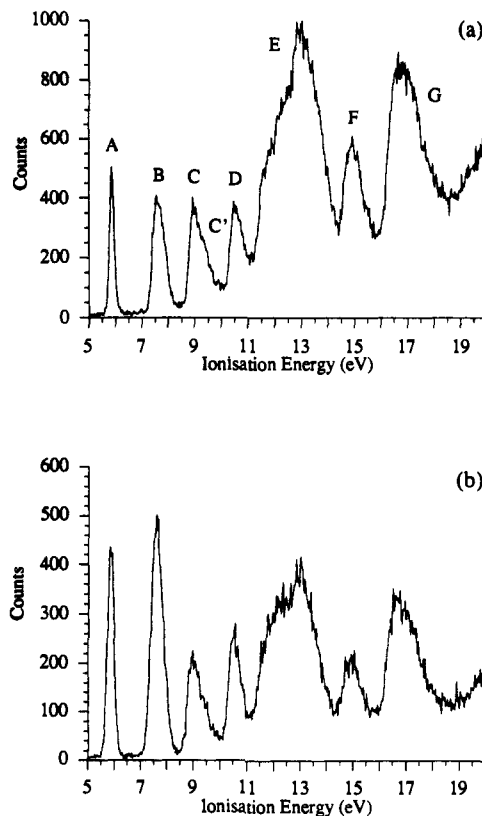 (a)
1000
800
600
400
200
0
Counts
A
B
C
C'
D
E
F
G
5 7 9 11 13 15 17 19
Ionisation Energy (eV)
(b)
600
500
400
300
200
100
0
Counts
5 7 9 11 13 15 17 19
Ionisation Energy (eV)